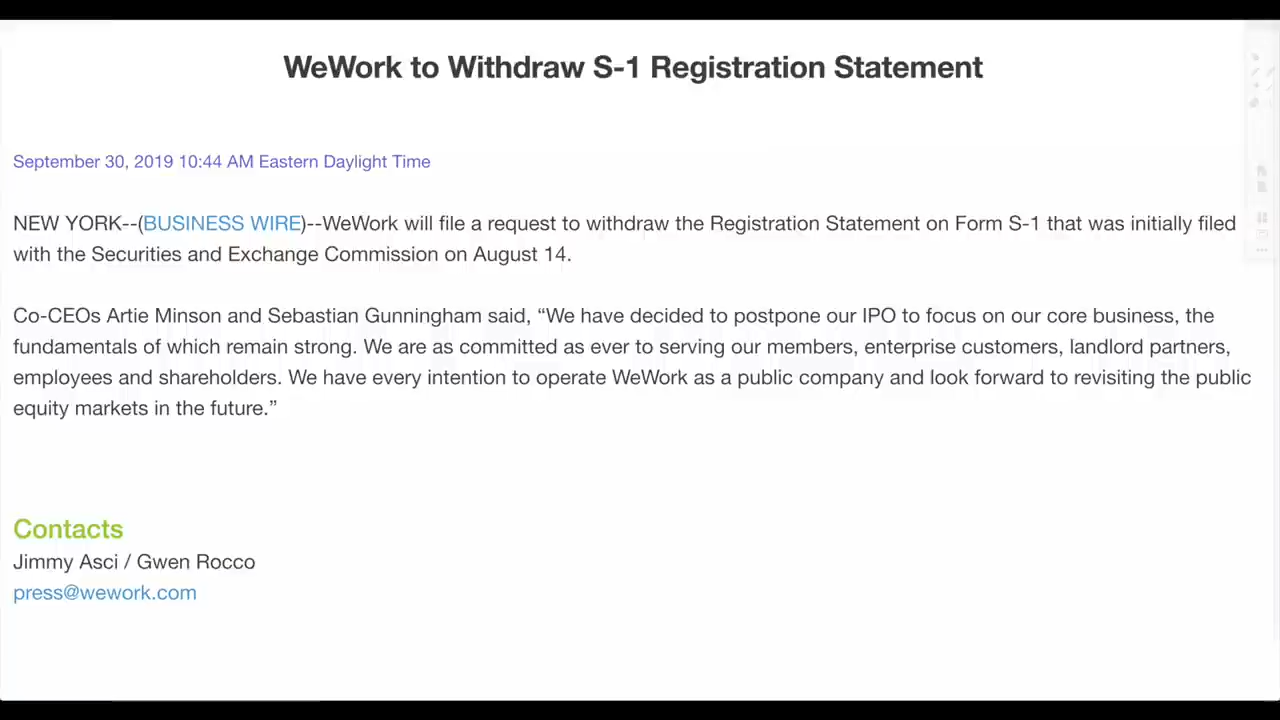 WeWork to Withdraw S-1 Registration Statement
September 30, 2019 10:44 AM Eastern Daylight Time
NEW YORK--(BUSINESS WIRE)--WeWork will file a request to withdraw the Registration Statement on Form S-1 that was initially filed
with the Securities and Exchange Commission on August 14.
Co-CEOs Artie Minson and Sebastian Gunningham said, “We have decided to postpone our IPO to focus on our core business, the
fundamentals of which remain strong. We are as committed as ever to serving our members, enterprise customers, landlord partners,
employees and shareholders. We have every intention to operate WeWork as a public company and look forward to revisiting the public
equity markets in the future.”
Contacts
Jimmy Asci / Gwen Rocco
press@wework.com